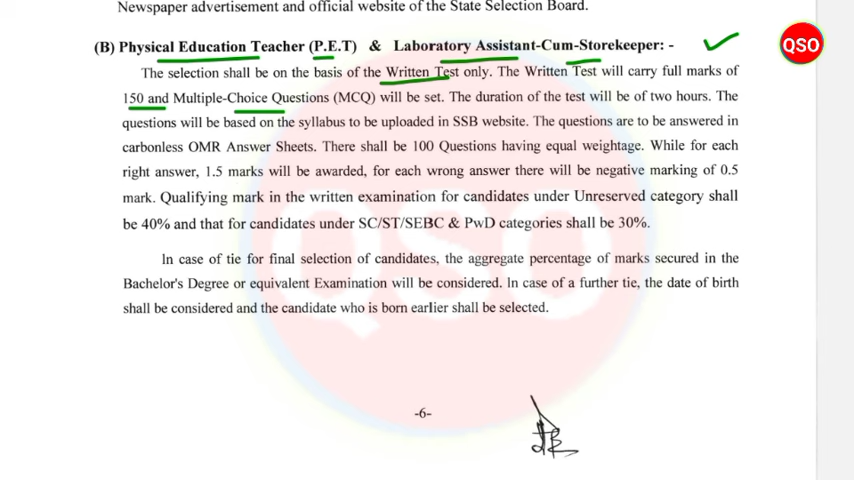 Newspaper advertisement and official website of the State Selection Board.
(B) Physical Education Teacher (P.E.T) & Laboratory Assistant-Cum-Storekeeper: -
QSO
The selection shall be on the basis of the Written Test only. The Written Test will carry full marks of
150 and Multiple-Choice Questions (MCQ) will be set. The duration of the test will be of two hours. The
questions will be based on the syllabus to be uploaded in SSB website. The questions are to be answered in
carbonless OMR Answer Sheets. There shall be 100 Questions having equal weightage. While for each
right answer, 1.5 marks will be awarded, for each wrong answer there will be negative marking of 0.5
mark. Qualifying mark in the written examination for candidates under Unreserved category shall
be 40% and that for candidates under SC/ST/SEBC & PwD categories shall be 30%.
QSO
In case of tie for final selection of candidates, the aggregate percentage of marks secured in the
Bachelor's Degree or equivalent Examination will be considered. In case of a further tie, the date of birth
shall be considered and the candidate who is born earlier shall be selected.
-6-